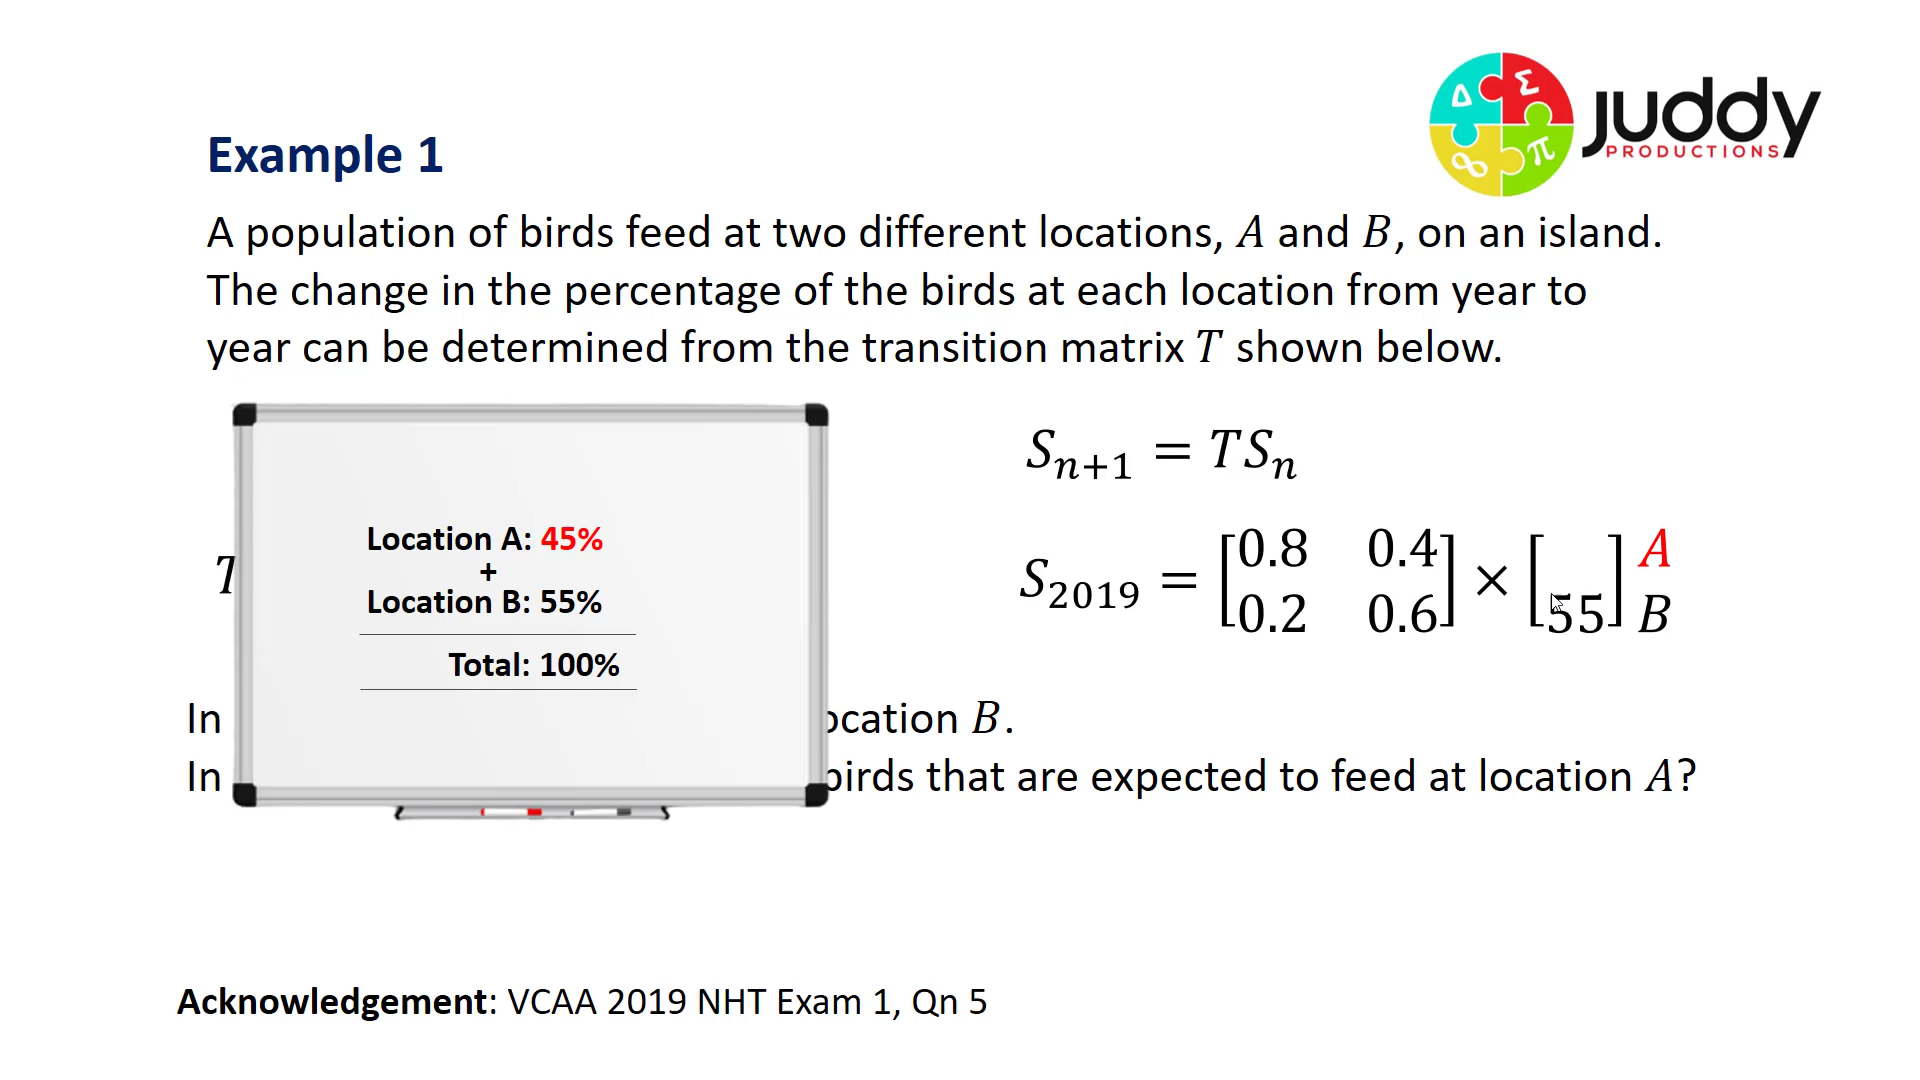 Δ Σ ∞ π
juddy
PRODUCTIONS
Example 1
A population of birds feed at two different locations, A and B, on an island.
The change in the percentage of the birds at each location from year to
year can be determined from the transition matrix T shown below.
S_{n+1} = TS_n
Location A: 45%
+
Location B: 55%
Total: 100%
T
S_{2019} = [0.8 0.4; 0.2 0.6] × [ ; 55] A B
In ocation B.
In birds that are expected to feed at location A?
Acknowledgement: VCAA 2019 NHT Exam 1, Qn 5